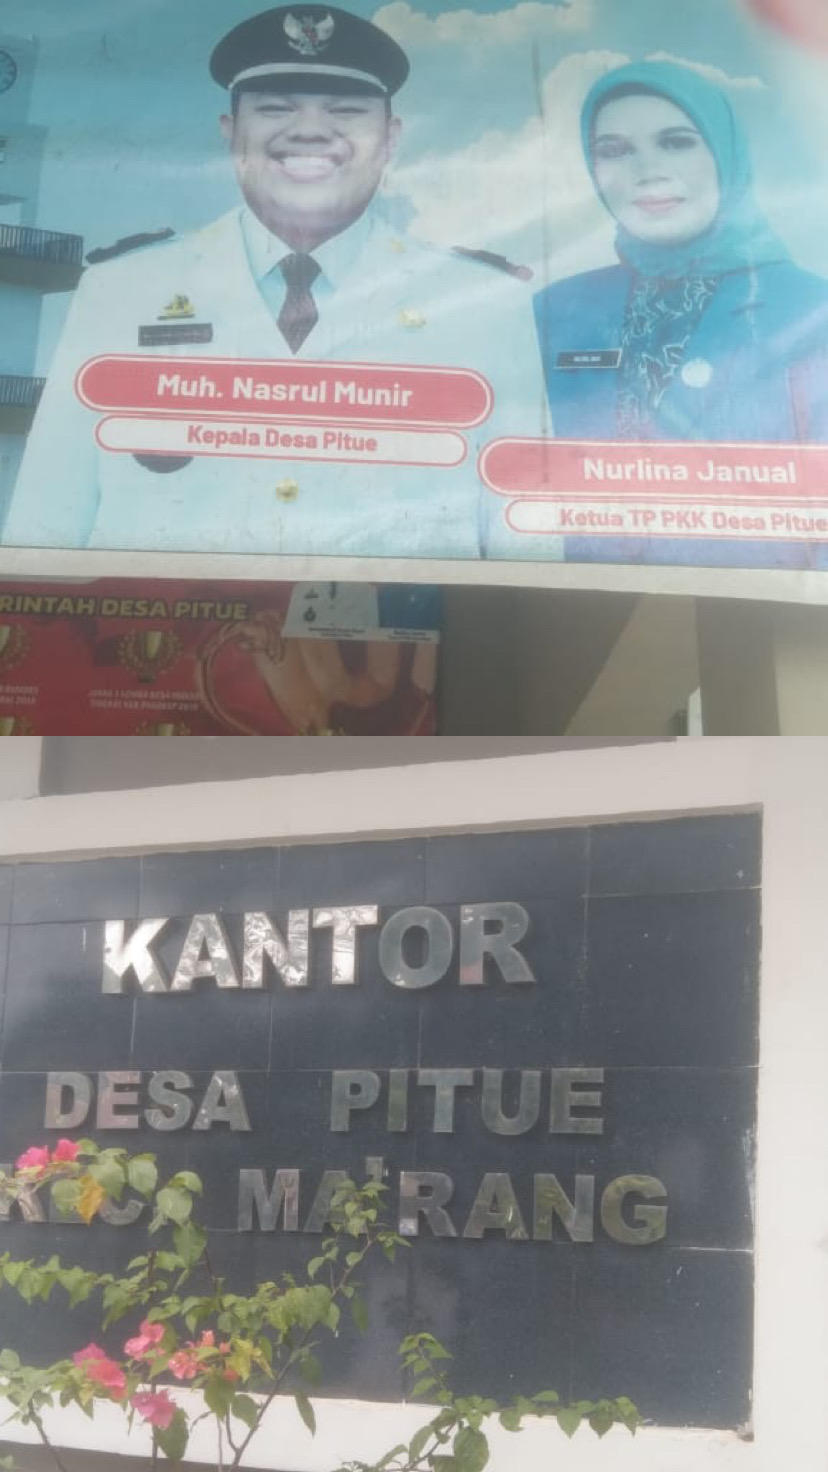 Muh. Nasrul Munir
Kepala Desa Pitue
Nurlina Janual
Ketua TP PKK Desa Pitue
RINTAH DESA PITUE
KANTOR
DESA PITUE
KEC. MA'RANG